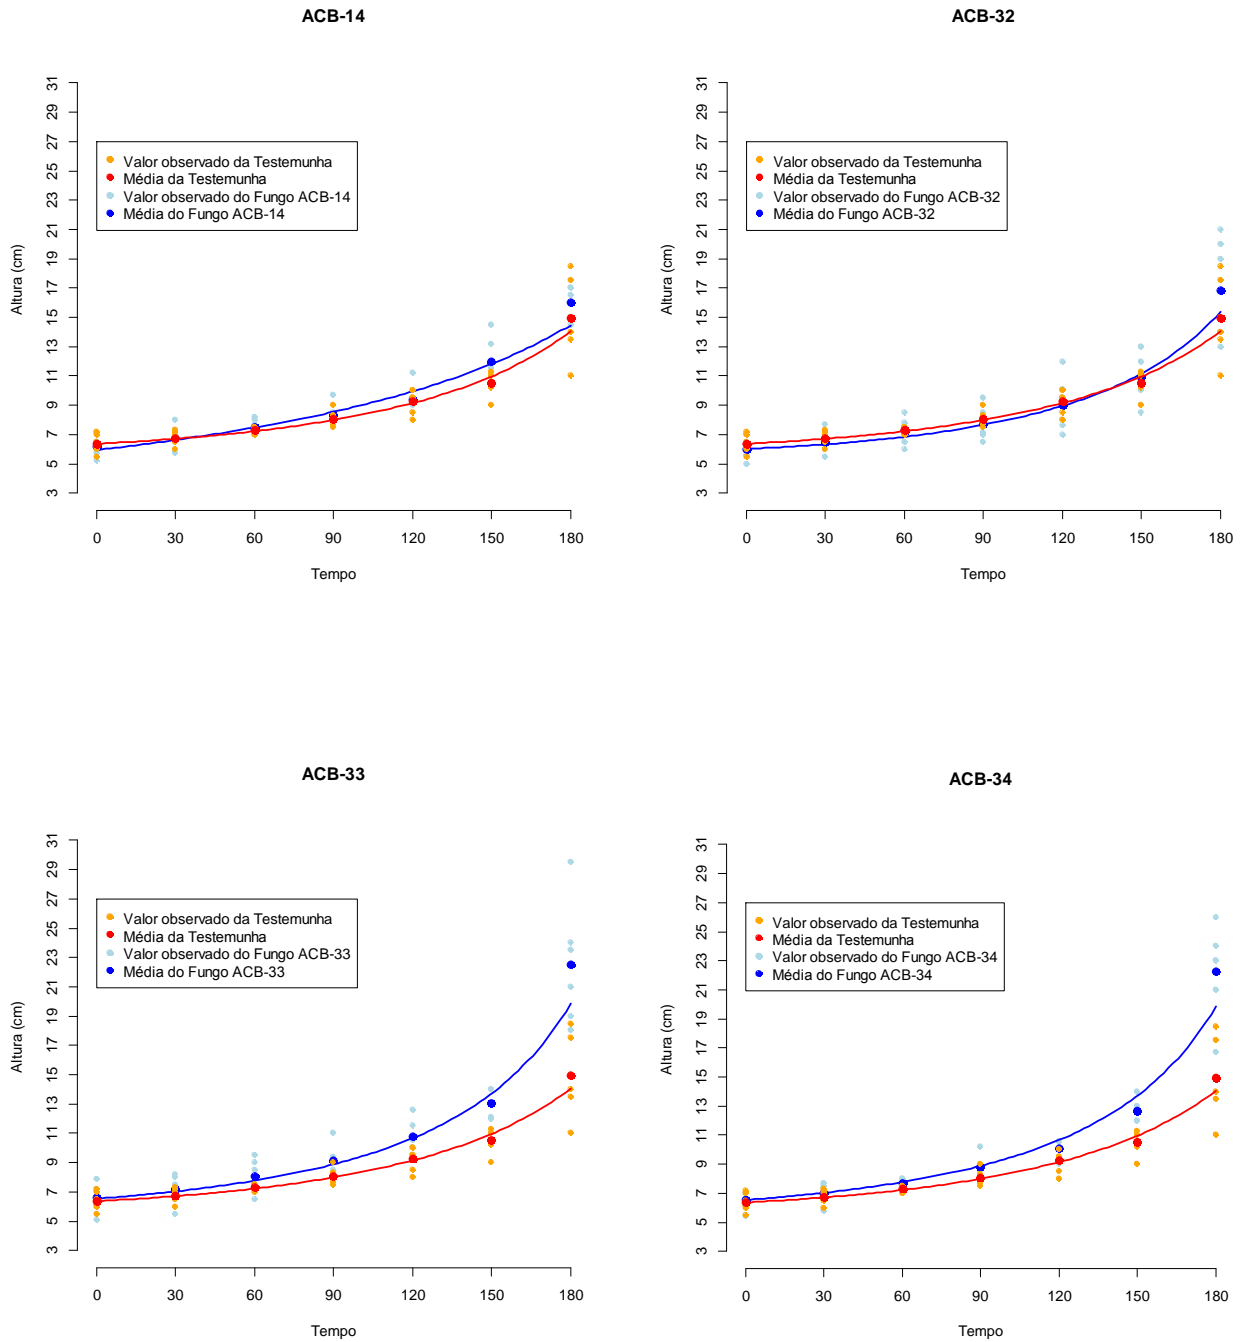 ACB-14
31
29
27
25
23
21
19
17
15
13
11
9
7
5
3
Altura (cm)
Valor observado da Testemunha
Média da Testemunha
Valor observado do Fungo ACB-14
Média do Fungo ACB-14
0 30 60 90 120 150 180
Tempo
ACB-32
31
29
27
25
23
21
19
17
15
13
11
9
7
5
3
Altura (cm)
Valor observado da Testemunha
Média da Testemunha
Valor observado do Fungo ACB-32
Média do Fungo ACB-32
0 30 60 90 120 150 180
Tempo
ACB-33
31
29
27
25
23
21
19
17
15
13
11
9
7
5
3
Altura (cm)
Valor observado da Testemunha
Média da Testemunha
Valor observado do Fungo ACB-33
Média do Fungo ACB-33
0 30 60 90 120 150 180
Tempo
ACB-34
31
29
27
25
23
21
19
17
15
13
11
9
7
5
3
Altura (cm)
Valor observado da Testemunha
Média da Testemunha
Valor observado do Fungo ACB-34
Média do Fungo ACB-34
0 30 60 90 120 150 180
Tempo